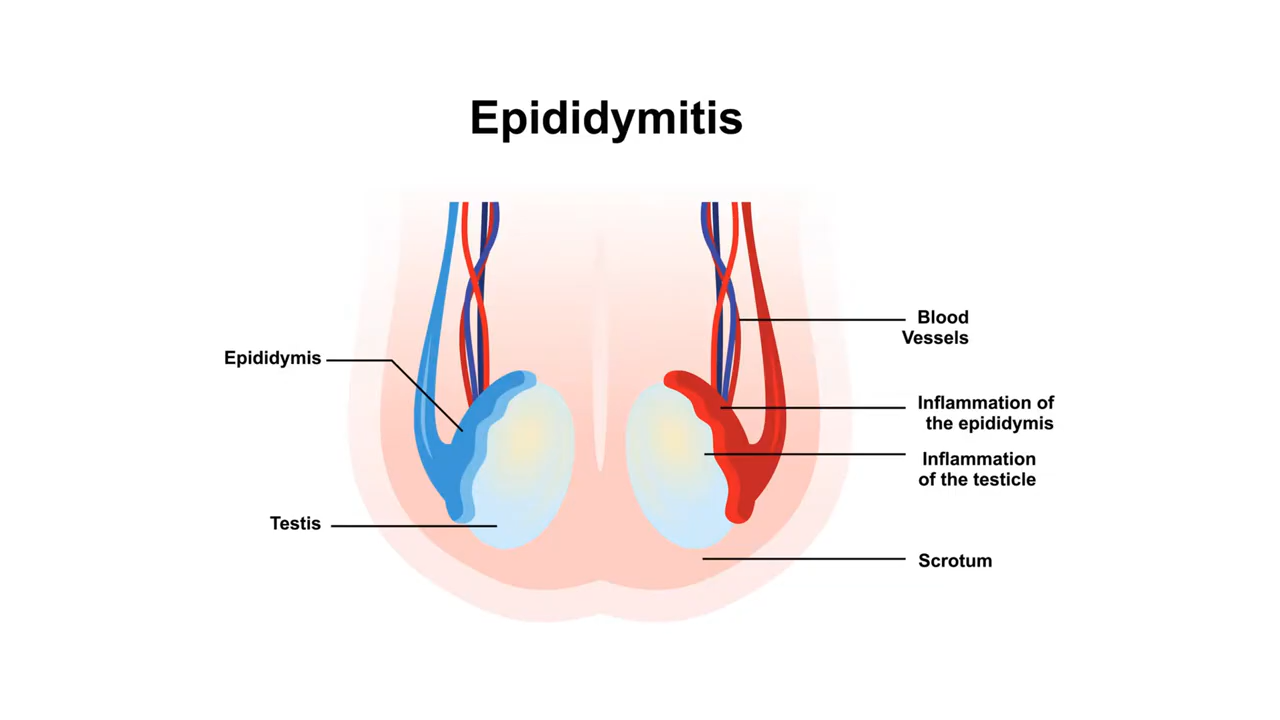 Epididymitis
Epididymis
Testis
Blood
Vessels
Inflammation of
the epididymis
Inflammation
of the testicle
Scrotum